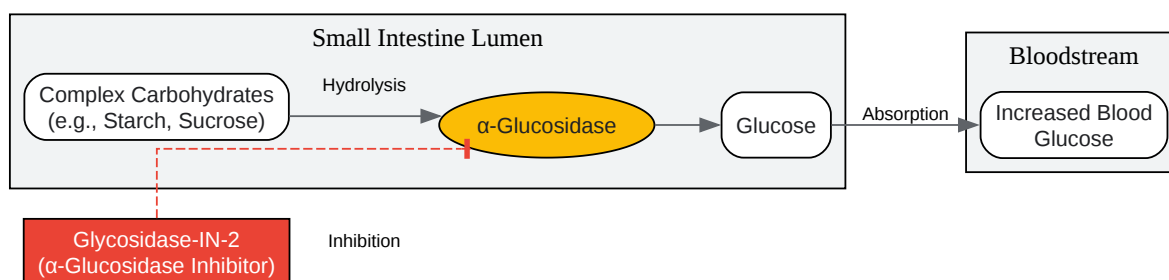 Small Intestine Lumen
Complex Carbohydrates
(e.g., Starch, Sucrose)
Hydrolysis
α-Glucosidase
Glucose
Absorption
Bloodstream
Increased Blood
Glucose
Glycosidase-IN-2
(α-Glucosidase Inhibitor)
Inhibition